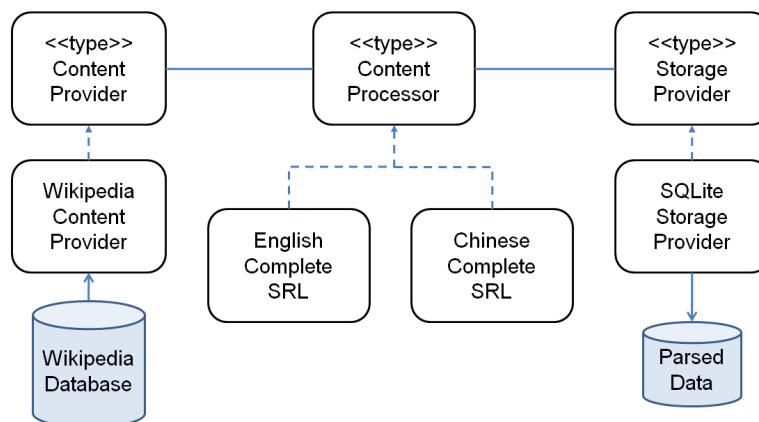 <<type>>
Content
Provider
<<type>>
Content
Processor
<<type>>
Storage
Provider
Wikipedia
Content
Provider
English
Complete
SRL
Chinese
Complete
SRL
SQLite
Storage
Provider
Wikipedia
Database
Parsed
Data